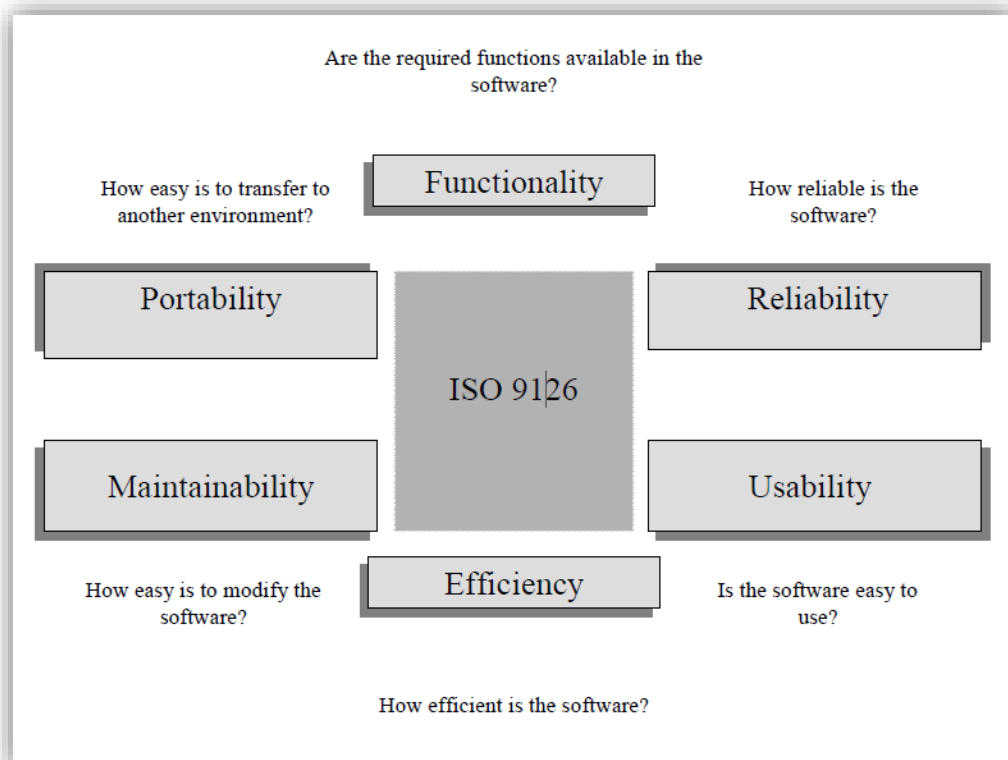 Are the required functions available in the
software?
Functionality
How easy is to transfer to
another environment?
How reliable is the
software?
Portability
Reliability
ISO 9126
Maintainability
Usability
Efficiency
How easy is to modify the
software?
Is the software easy to
use?
How efficient is the software?